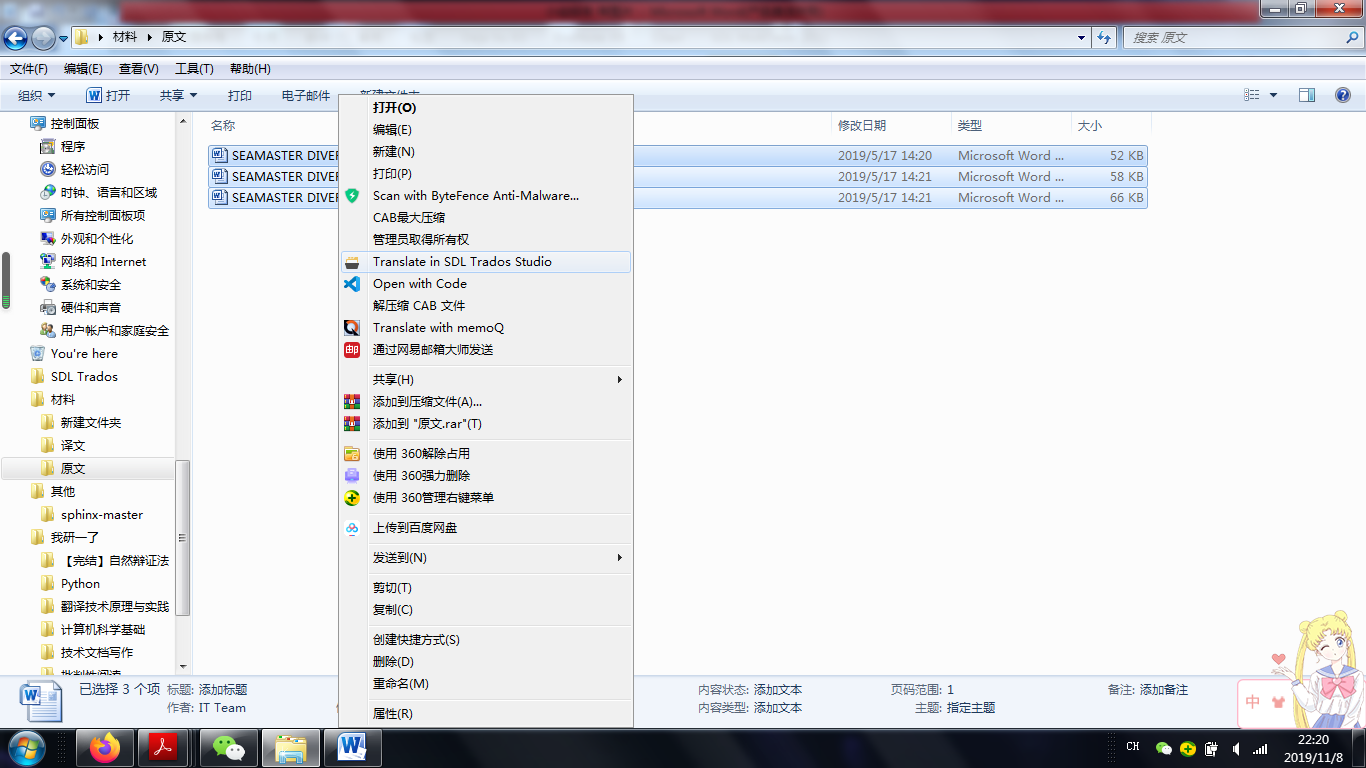 材料 原文
搜索 原文
文件(F) 编辑(E) 查看(V) 工具(T) 帮助(H)
组织 打开 共享 打印 电子邮件 新建文件夹
控制面板
程序
轻松访问
时钟、语言和区域
所有控制面板项
外观和个性化
网络和 Internet
系统和安全
硬件和声音
用户帐户和家庭安全
You're here
SDL Trados
材料
新建文件夹
译文
原文
其他
sphinx-master
我研一了
【完结】自然辩证法
Python
翻译技术原理与实践
计算机科学基础
技术文档写作
批判性阅读
名称 修改日期 类型 大小
SEAMASTER DIVER 2019/5/17 14:20 Microsoft Word ... 52 KB
SEAMASTER DIVER 2019/5/17 14:21 Microsoft Word ... 58 KB
SEAMASTER DIVER 2019/5/17 14:21 Microsoft Word ... 66 KB
打开(O)
编辑(E)
新建(N)
打印(P)
Scan with ByteFence Anti-Malware...
CAB最大压缩
管理员取得所有权
Translate in SDL Trados Studio
Open with Code
解压缩 CAB 文件
Translate with memoQ
邮
通过网易邮箱大师发送
共享(H)
添加到压缩文件(A)...
添加到 "原文.rar"(T)
使用 360解除占用
使用 360强力删除
使用 360管理右键菜单
上传到百度网盘
发送到(N)
剪切(T)
复制(C)
创建快捷方式(S)
删除(D)
重命名(M)
属性(R)
已选择 3 个项 标题: 添加标题
作者: IT Team
内容状态: 添加文本
内容类型: 添加文本
页码范围: 1
主题: 指定主题
备注: 添加备注
中
CH
22:20
2019/11/8